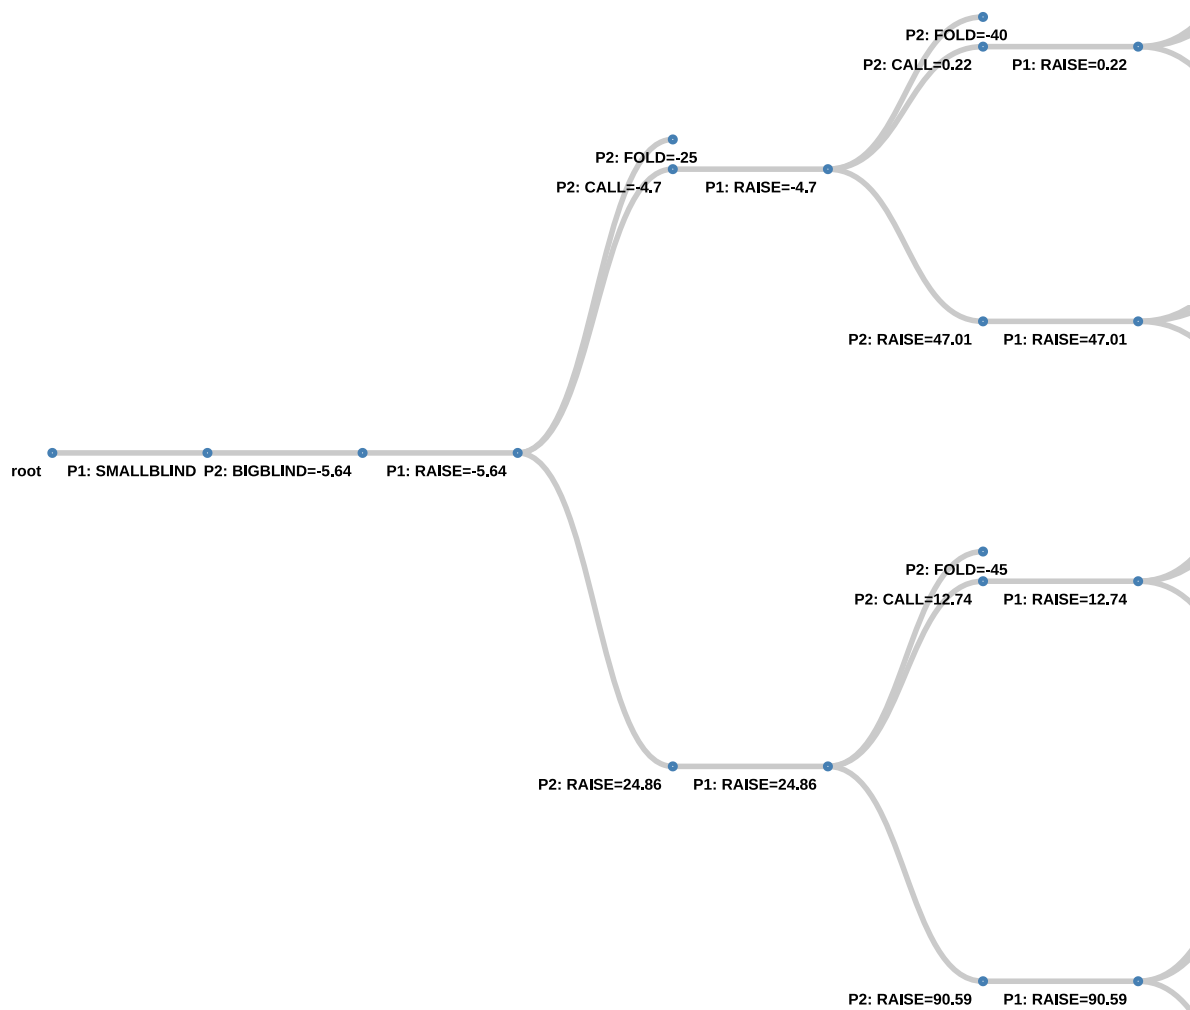 P2: FOLD=-40
P2: CALL=0.22 P1: RAISE=0.22
P2: FOLD=-25
P2: CALL=-4.7 P1: RAISE=-4.7
P2: RAISE=47.01 P1: RAISE=47.01
root P1: SMALLBLIND P2: BIGBLIND=-5.64 P1: RAISE=-5.64
P2: FOLD=-45
P2: CALL=12.74 P1: RAISE=12.74
P2: RAISE=24.86 P1: RAISE=24.86
P2: RAISE=90.59 P1: RAISE=90.59